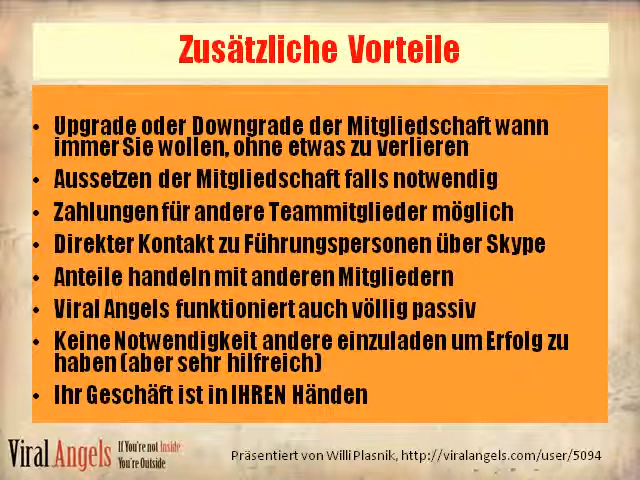 Zusätzliche Vorteile
• Upgrade oder Downgrade der Mitgliedschaft wann
immer Sie wollen, ohne etwas zu verlieren
• Aussetzen der Mitgliedschaft falls notwendig
• Zahlungen für andere Teammitglieder möglich
• Direkter Kontakt zu Führungspersonen über Skype
• Anteile handeln mit anderen Mitgliedern
• Viral Angels funktioniert auch völlig passiv
• Keine Notwendigkeit andere einzuladen um Erfolg zu
haben (aber sehr hilfreich)
• Ihr Geschäft ist in IHREN Händen
Viral Angels
If You're not Inside
You're Outside
Präsentiert von Willi Plasnik, http://viralangels.com/user/5094